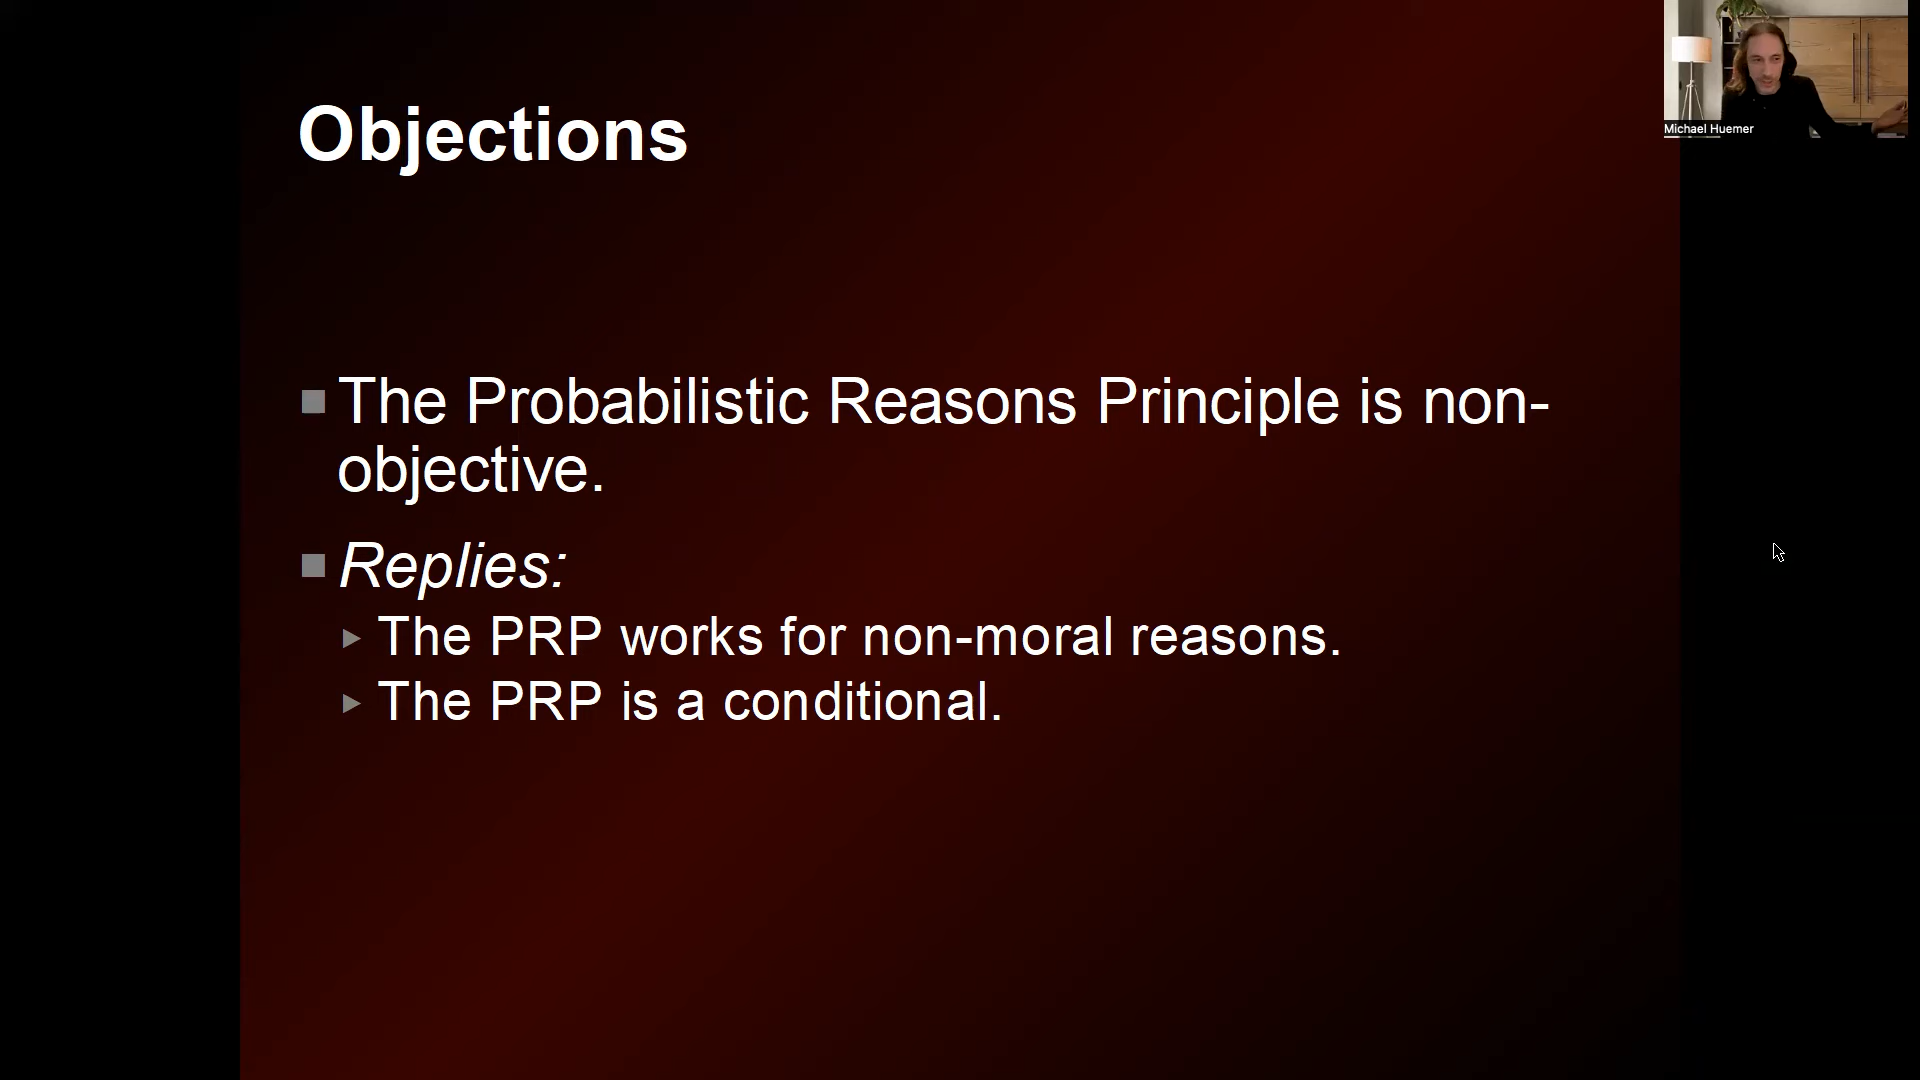 Michael Huemer
Objections
The Probabilistic Reasons Principle is non-
objective.
Replies:
The PRP works for non-moral reasons.
The PRP is a conditional.